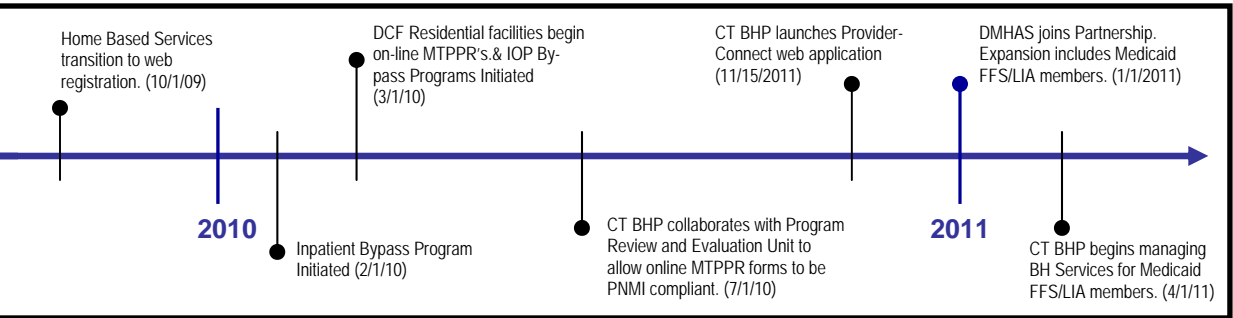 Home Based Services
transition to web
registration. (10/1/09)
DCF Residential facilities begin
on-line MTPPR's.& IOP By-
pass Programs Initiated
(3/1/10)
CT BHP launches Provider-
Connect web application
(11/15/2011)
DMHAS joins Partnership.
Expansion includes Medicaid
FFS/LIA members. (1/1/2011)
2010
Inpatient Bypass Program
Initiated (2/1/10)
CT BHP collaborates with Program
Review and Evaluation Unit to
allow online MTPPR forms to be
PNMI compliant. (7/1/10)
2011
CT BHP begins managing
BH Services for Medicaid
FFS/LIA members. (4/1/11)